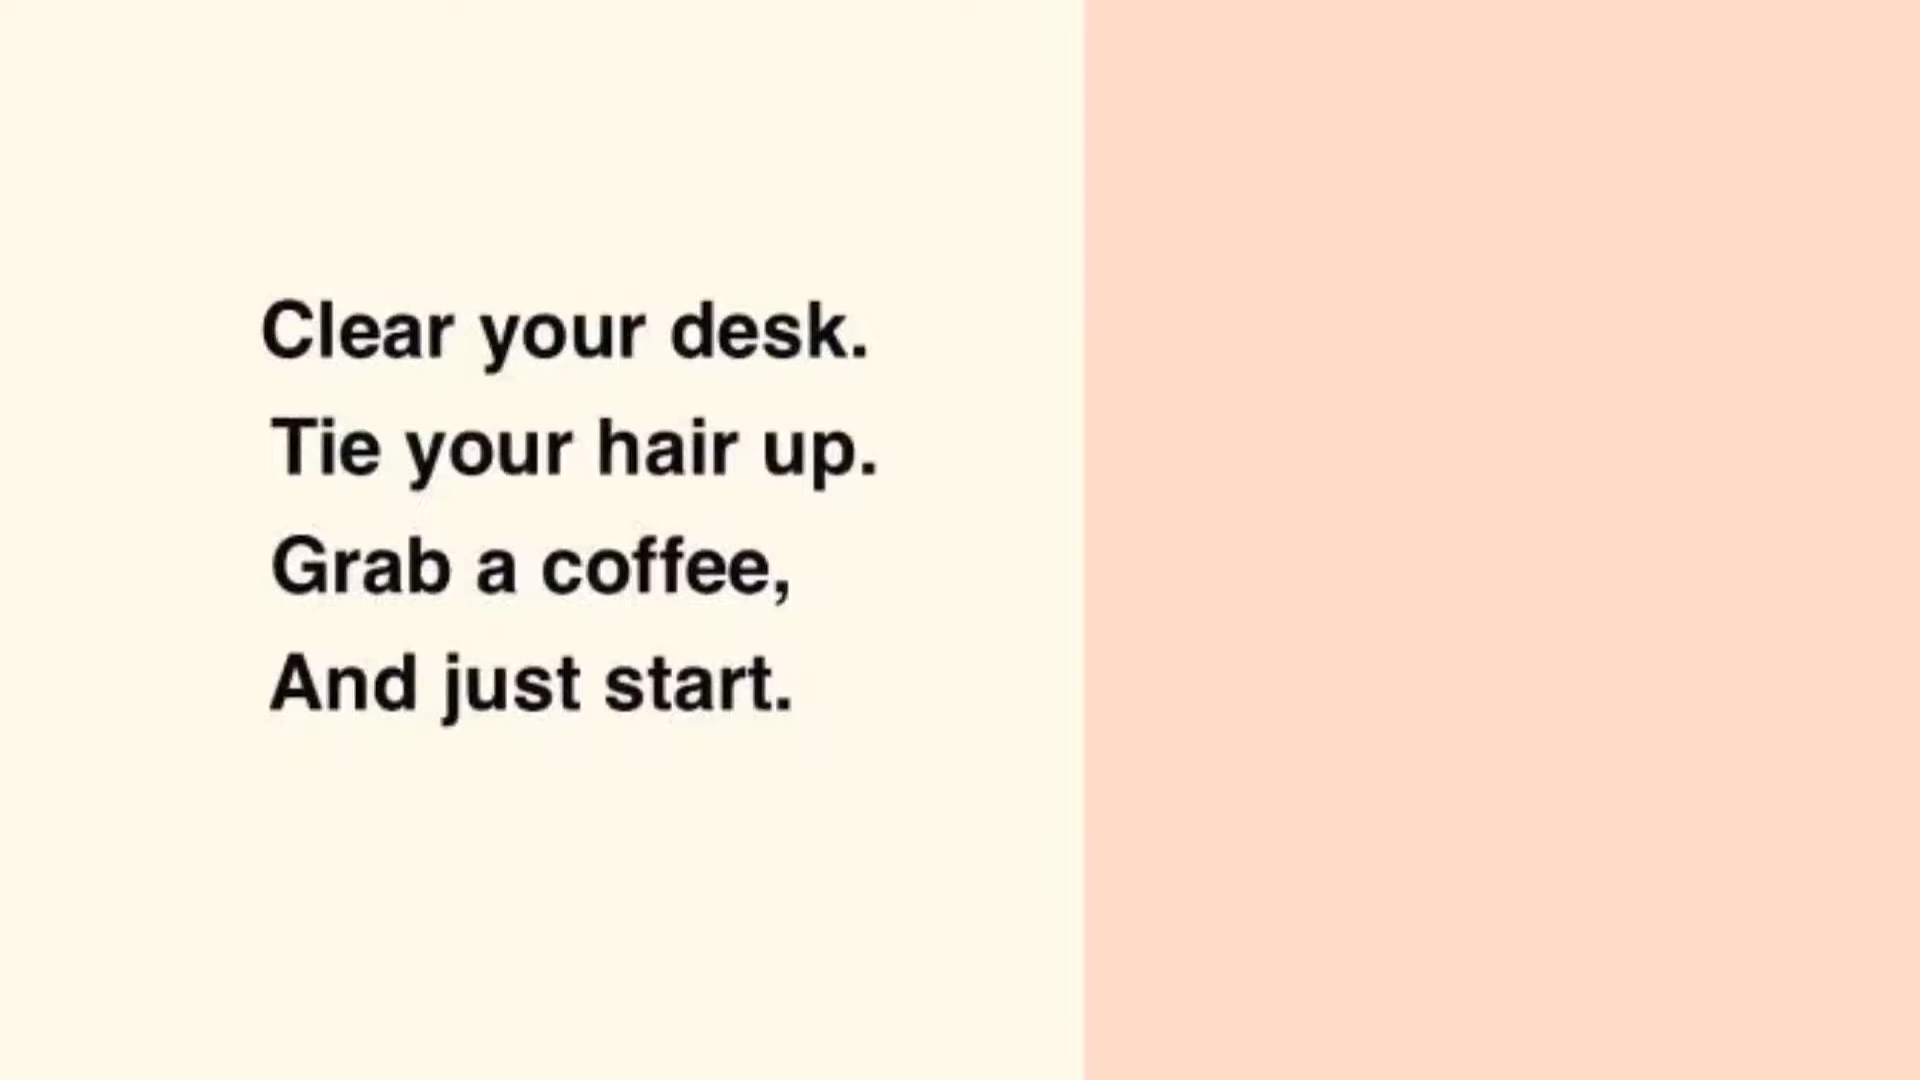 Clear your desk.
Tie your hair up.
Grab a coffee,
And just start.